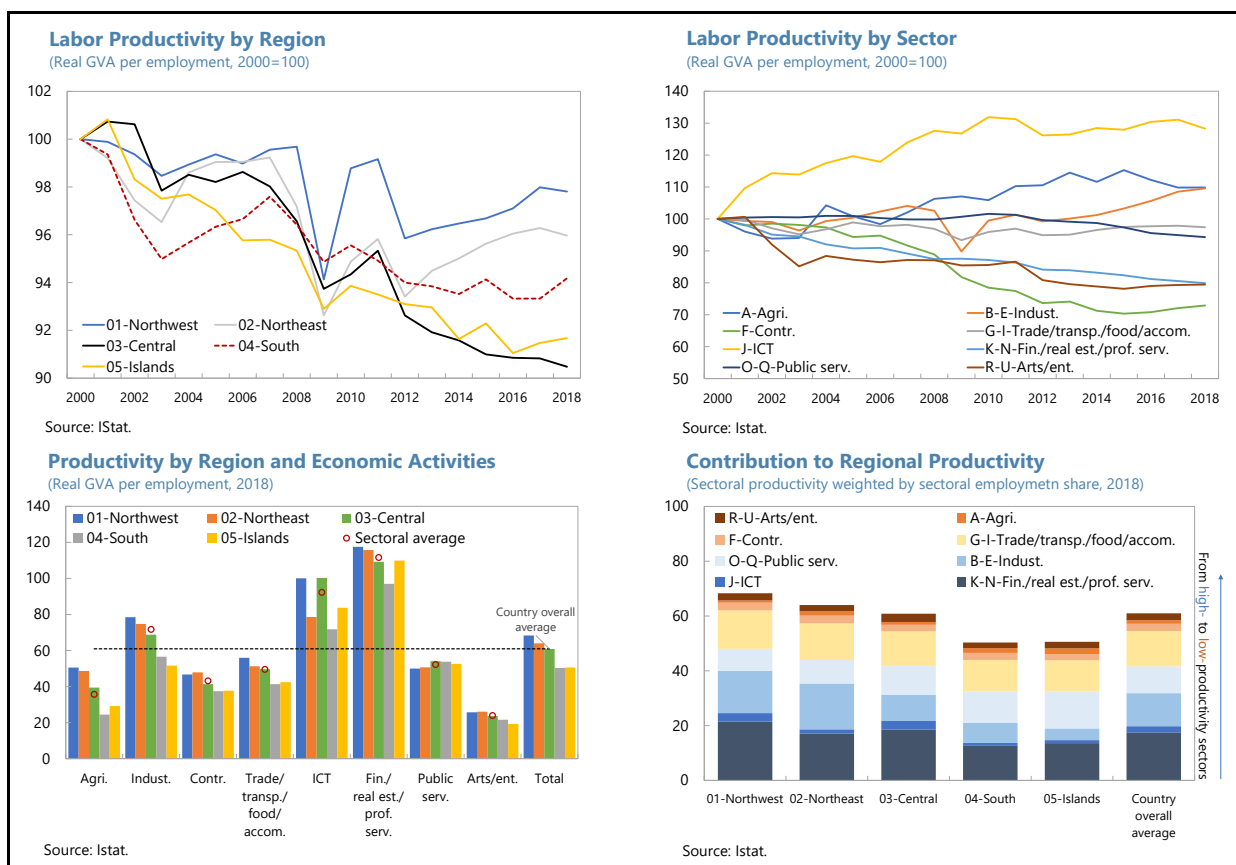 Labor Productivity by Region
(Real GVA per employment, 2000=100)
102
100
98
96
94
92
90
01-Northwest
02-Northeast
03-Central
04-South
05-Islands
2000 2002 2004 2006 2008 2010 2012 2014 2016 2018
Source: IStat.
Labor Productivity by Sector
(Real GVA per employment, 2000=100)
140
130
120
110
100
90
80
70
60
50
A-Agri.
B-E-Indust.
F-Contr.
G-I-Trade/transp./food/accom.
J-ICT
K-N-Fin./real est./prof. serv.
O-Q-Public serv.
R-U-Arts/ent.
2000 2002 2004 2006 2008 2010 2012 2014 2016 2018
Source: Istat.
Productivity by Region and Economic Activities
(Real GVA per employment, 2018)
140
120
100
80
60
40
20
0
01-Northwest
02-Northeast
03-Central
04-South
05-Islands
Sectoral average
Country overall
average
Agri.
Indust.
Contr.
Trade/
transp./
food/
accom.
ICT
Fin./
real est./
prof.
serv.
Public
serv.
Arts/ent.
Total
Source: Istat.
Contribution to Regional Productivity
(Sectoral productivity weighted by sectoral employmetn share, 2018)
100
80
60
40
20
0
R-U-Arts/ent.
A-Agri.
F-Contr.
G-I-Trade/transp./food/accom.
O-Q-Public serv.
B-E-Indust.
J-ICT
K-N-Fin./real est./prof. serv.
From high- to low-productivity sectors
01-Northwest
02-Northeast
03-Central
04-South
05-Islands
Country
overall
average
Source: Istat.